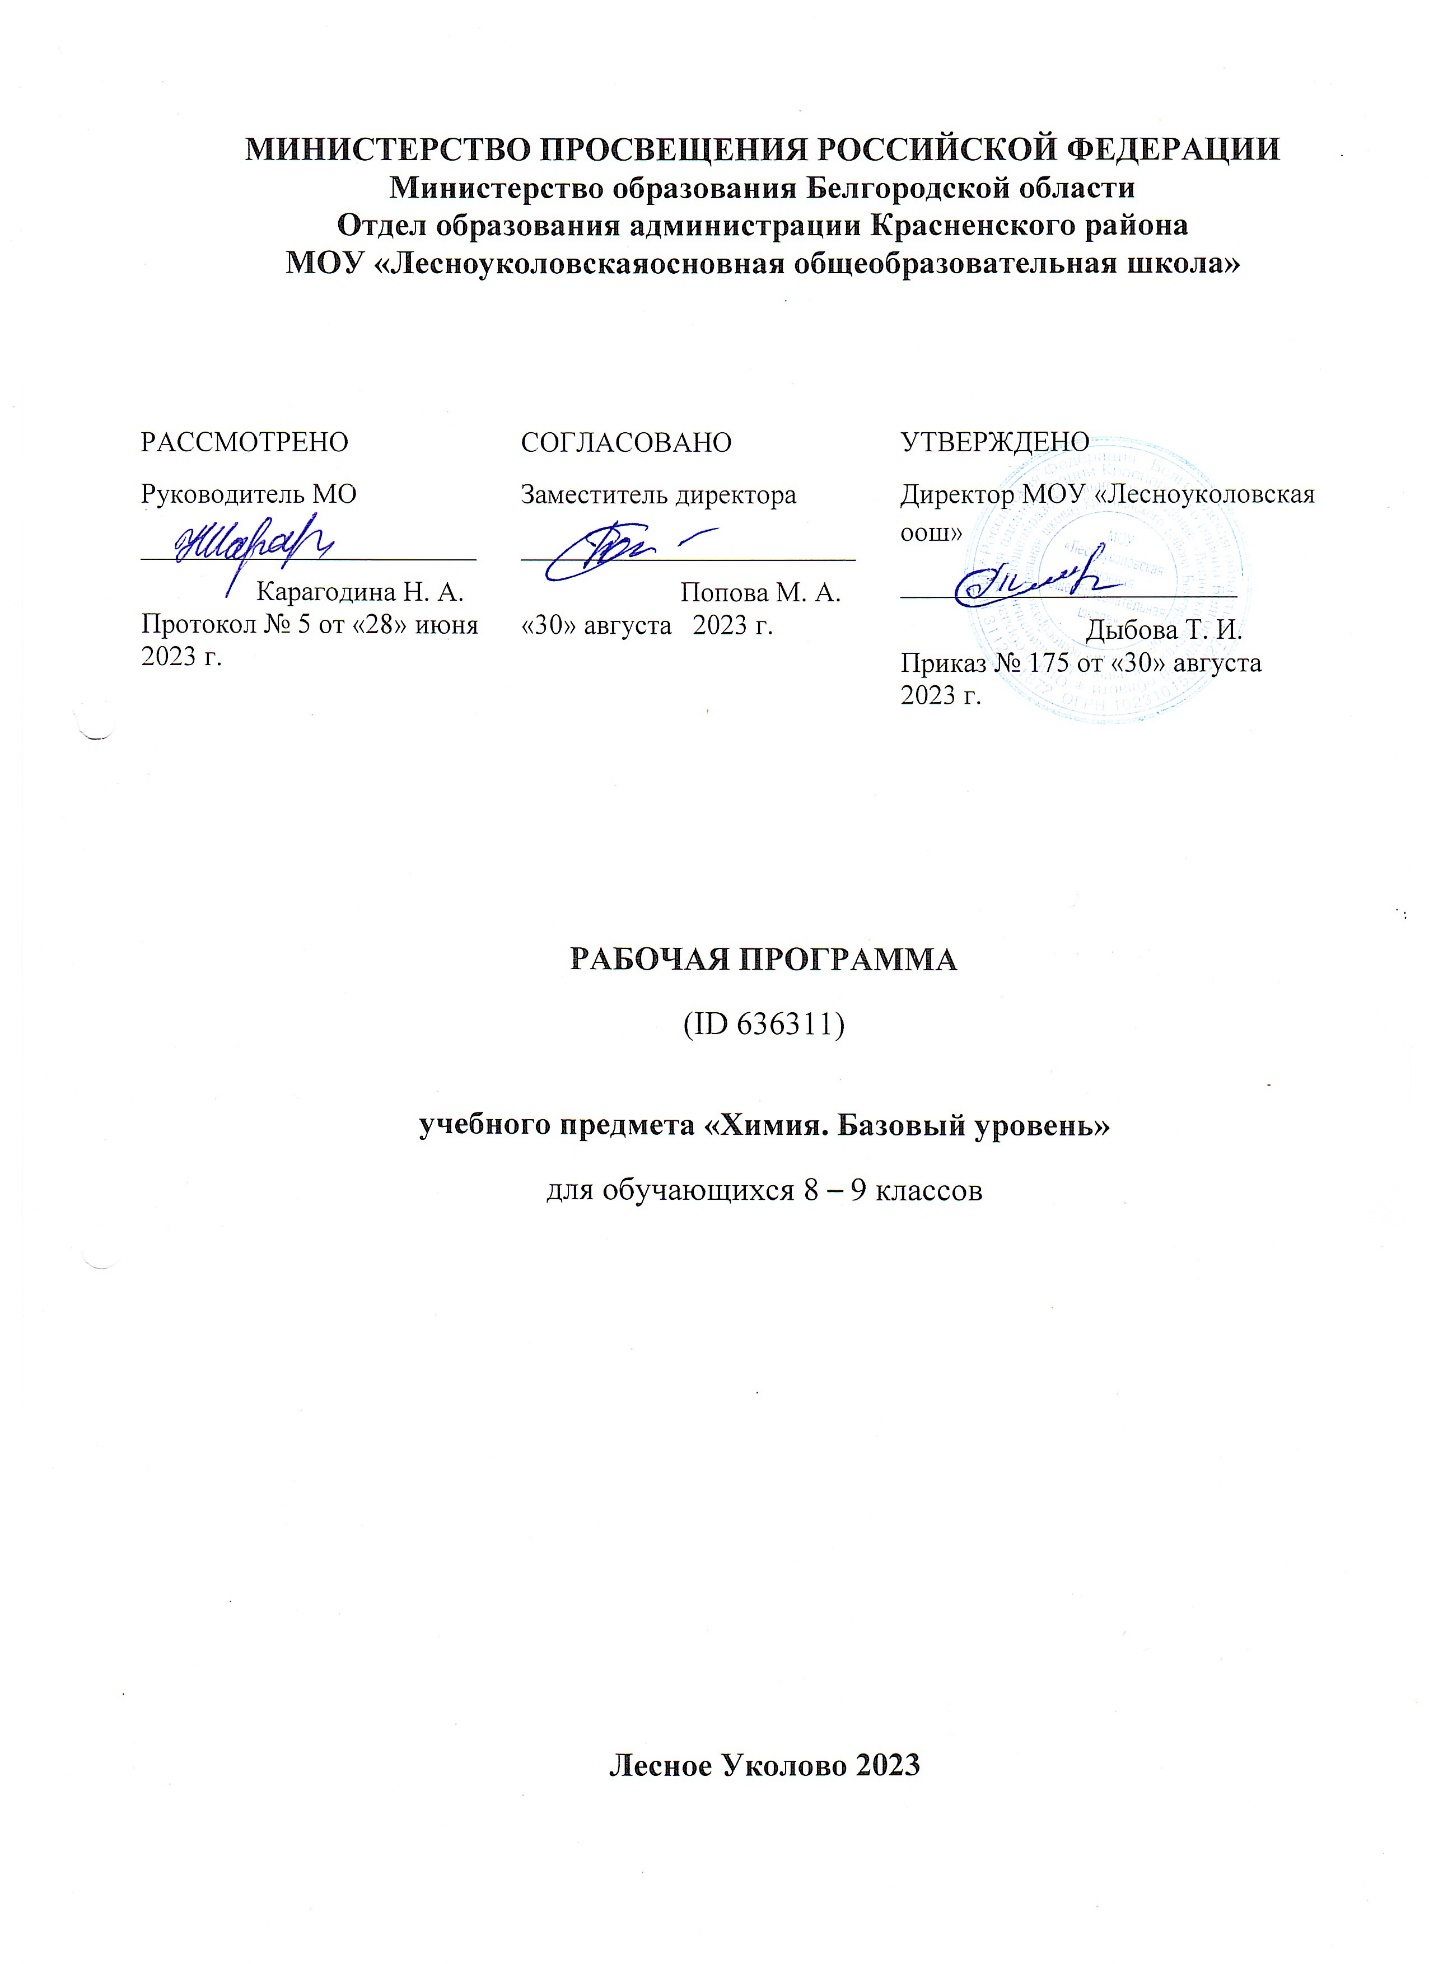 МИНИСТЕРСТВО ПРОСВЕЩЕНИЯ РОССИЙСКОЙ ФЕДЕРАЦИИ
Министерство образования Белгородской области
Отдел образования администрации Красненского района
МОУ «Лесноуколовскаяосновная общеобразовательная школа»
РАССМОТРЕНО
Руководитель МО
Карагодина Н. А.
Протокол № 5 от «28» июня
2023 г.
СОГЛАСОВАНО
Заместитель директора
Попова М. А.
«30» августа 2023 г.
УТВЕРЖДЕНО
Директор МОУ «Лесноуколовская
оош»
Дыбова Т. И.
Приказ № 175 от «30» августа
2023 г.
РАБОЧАЯ ПРОГРАММА
(ID 636311)
учебного предмета «Химия. Базовый уровень»
для обучающихся 8 – 9 классов
Лесное Уколово 2023